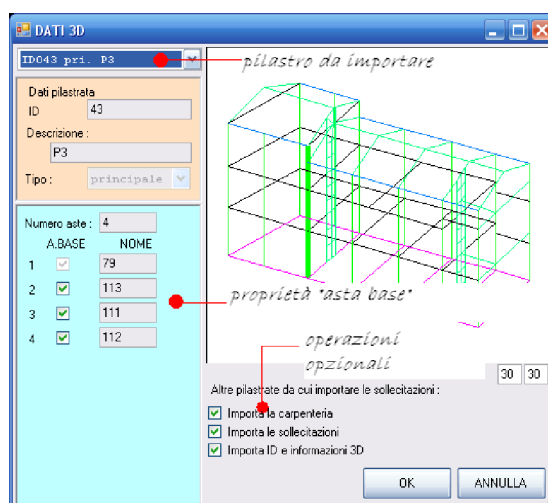 DATI 3D
ID043 pri. P3
pilastro da importare
Dati pilastrata
ID 43
Descrizione :
P3
Tipo : principale
Numero aste : 4
A.BASE NOME
1 79
2 113
3 111
4 112
proprietà "asta base"
operazioni
opzionali
30 30
Altre pilastrate da cui importare le sollecitazioni :
Importa la carpenteria
Importa le sollecitazioni
Importa ID e informazioni 3D
OK ANNULLA